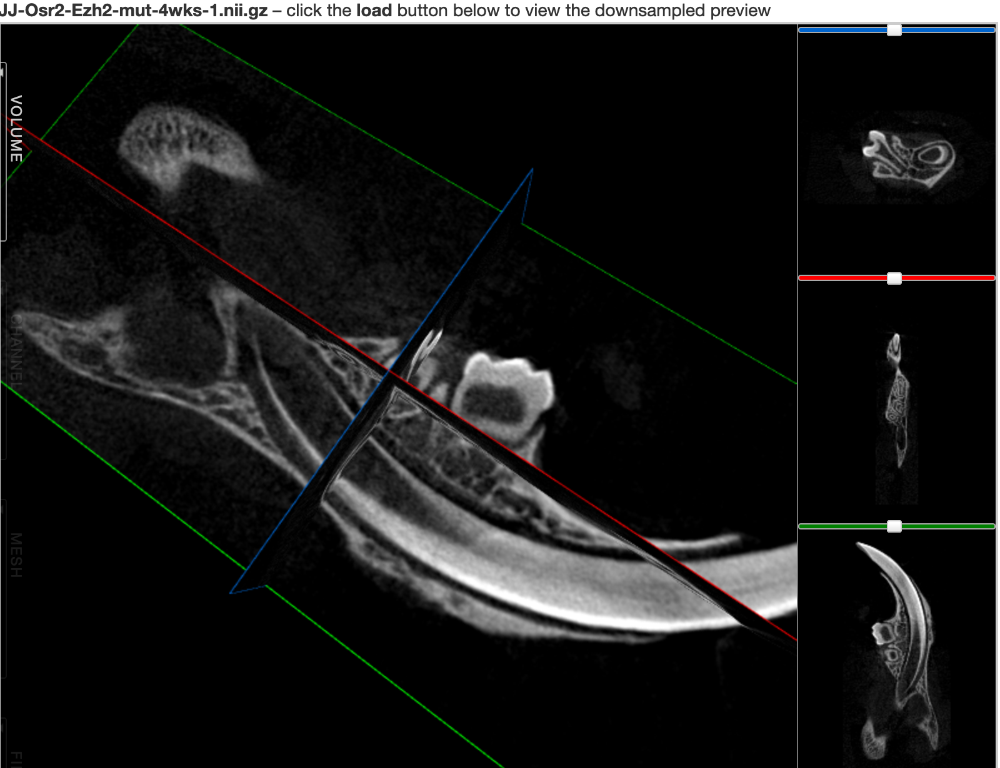 JJ-Osr2-Ezh2-mut-4wks-1.nii.gz – click the load button below to view the downsampled preview
VOLUME
CHANNEL
MESH